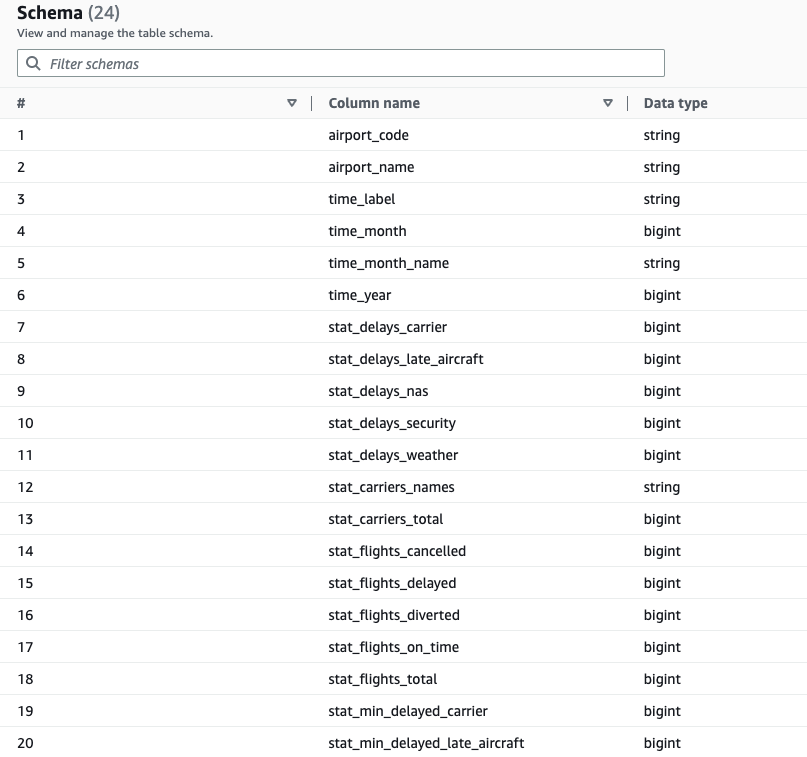 Schema (24)
View and manage the table schema.
Filter schemas
# Column name Data type
1 airport_code string
2 airport_name string
3 time_label string
4 time_month bigint
5 time_month_name string
6 time_year bigint
7 stat_delays_carrier bigint
8 stat_delays_late_aircraft bigint
9 stat_delays_nas bigint
10 stat_delays_security bigint
11 stat_delays_weather bigint
12 stat_carriers_names string
13 stat_carriers_total bigint
14 stat_flights_cancelled bigint
15 stat_flights_delayed bigint
16 stat_flights_diverted bigint
17 stat_flights_on_time bigint
18 stat_flights_total bigint
19 stat_min_delayed_carrier bigint
20 stat_min_delayed_late_aircraft bigint